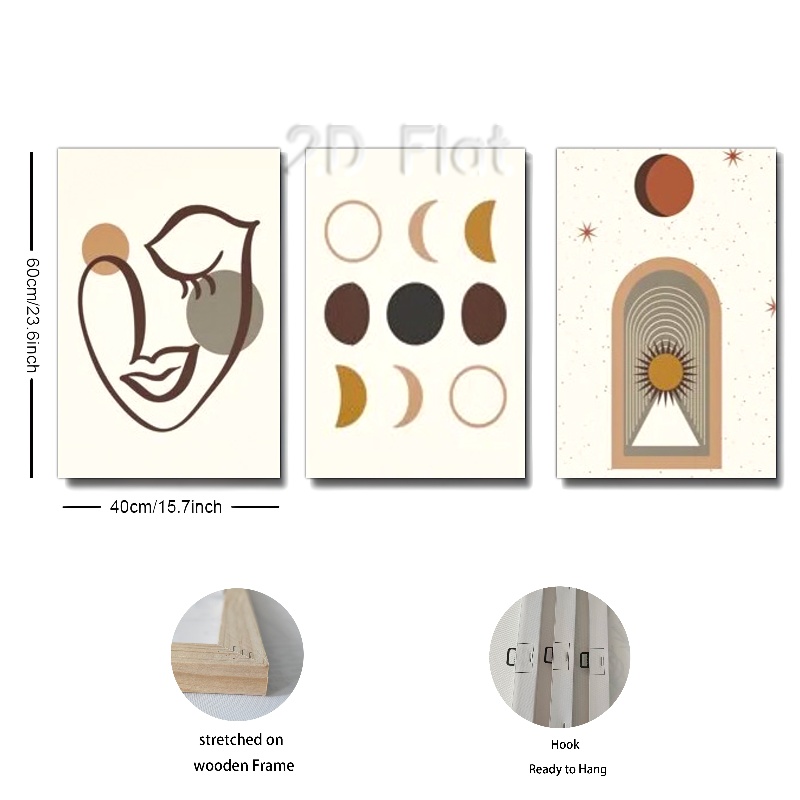 2D Flat
60cm/23.6inch
40cm/15.7inch
stretched on
wooden Frame
Hook
Ready to Hang